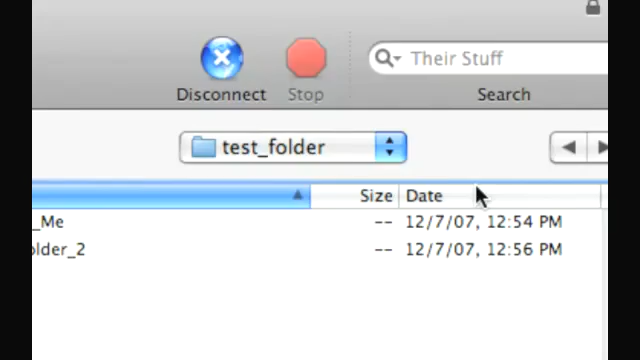 Their Stuff
Disconnect Stop Search
test_folder
Size Date
_Me -- 12/7/07, 12:54 PM
older_2 -- 12/7/07, 12:56 PM